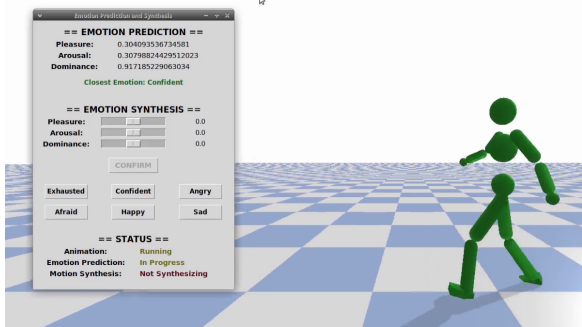 Emotion Prediction and Synthesis
== EMOTION PREDICTION ==
Pleasure: 0.304093536734581
Arousal: 0.30798824429512023
Dominance: 0.917185229063034
Closest Emotion: Confident
== EMOTION SYNTHESIS ==
Pleasure: 0.0
Arousal: 0.0
Dominance: 0.0
CONFIRM
Exhausted Confident Angry
Afraid Happy Sad
== STATUS ==
Animation: Running
Emotion Prediction: In Progress
Motion Synthesis: Not Synthesizing